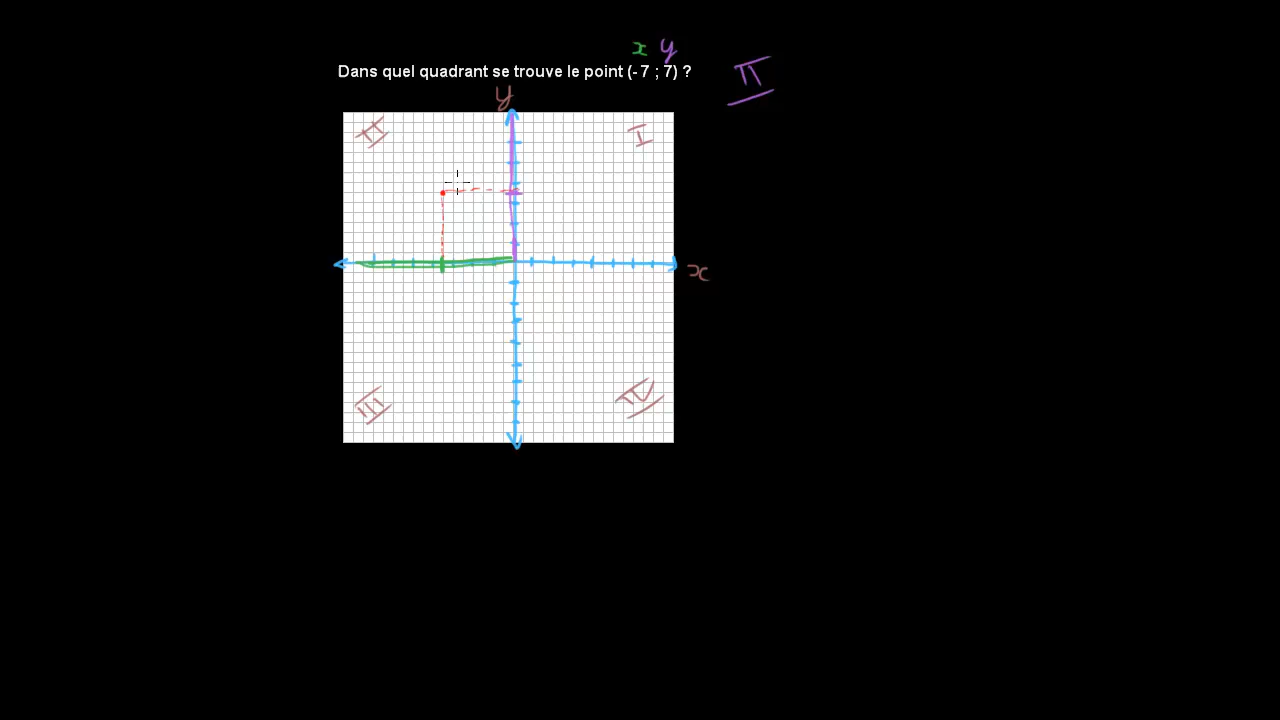 x y
Dans quel quadrant se trouve le point (- 7 ; 7) ? II
y
II I
x
III IV